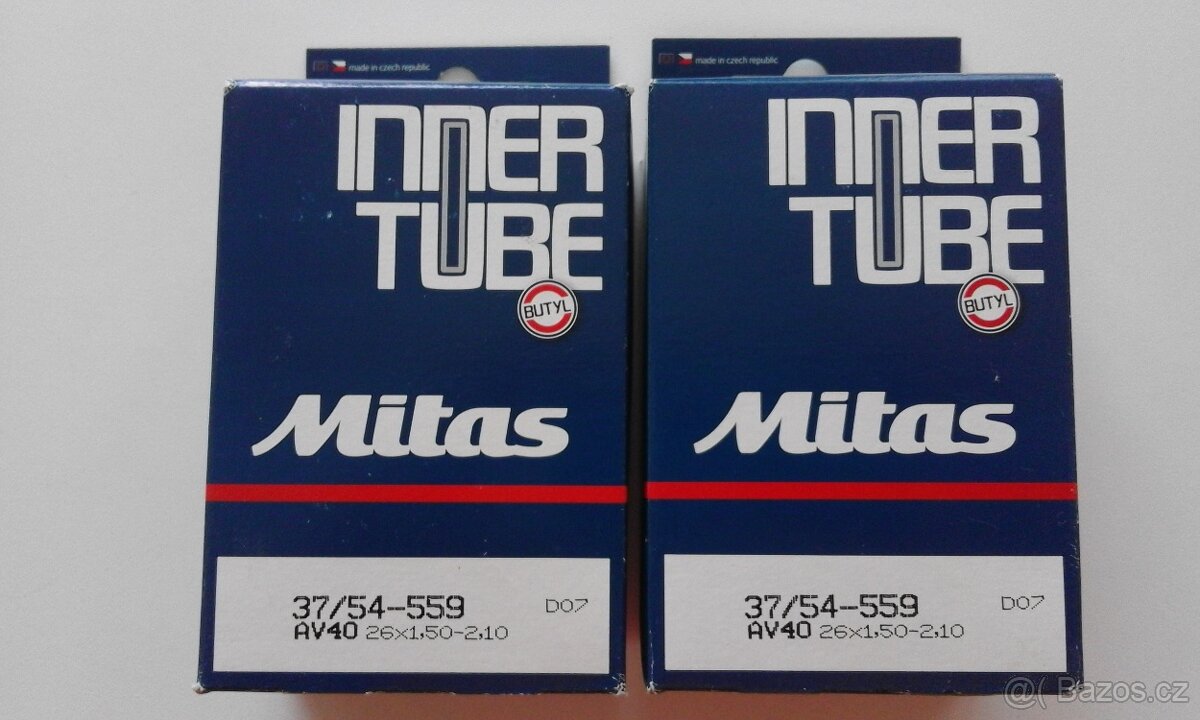 made in czech republic
INNER
TUBE
BUTYL
Mitas
37/54-559 D07
AV40 26x1,50-2,10
made in czech republic
INNER
TUBE
BUTYL
Mitas
37/54-559 D07
AV40 26x1,50-2,10
@( Bazos.cz